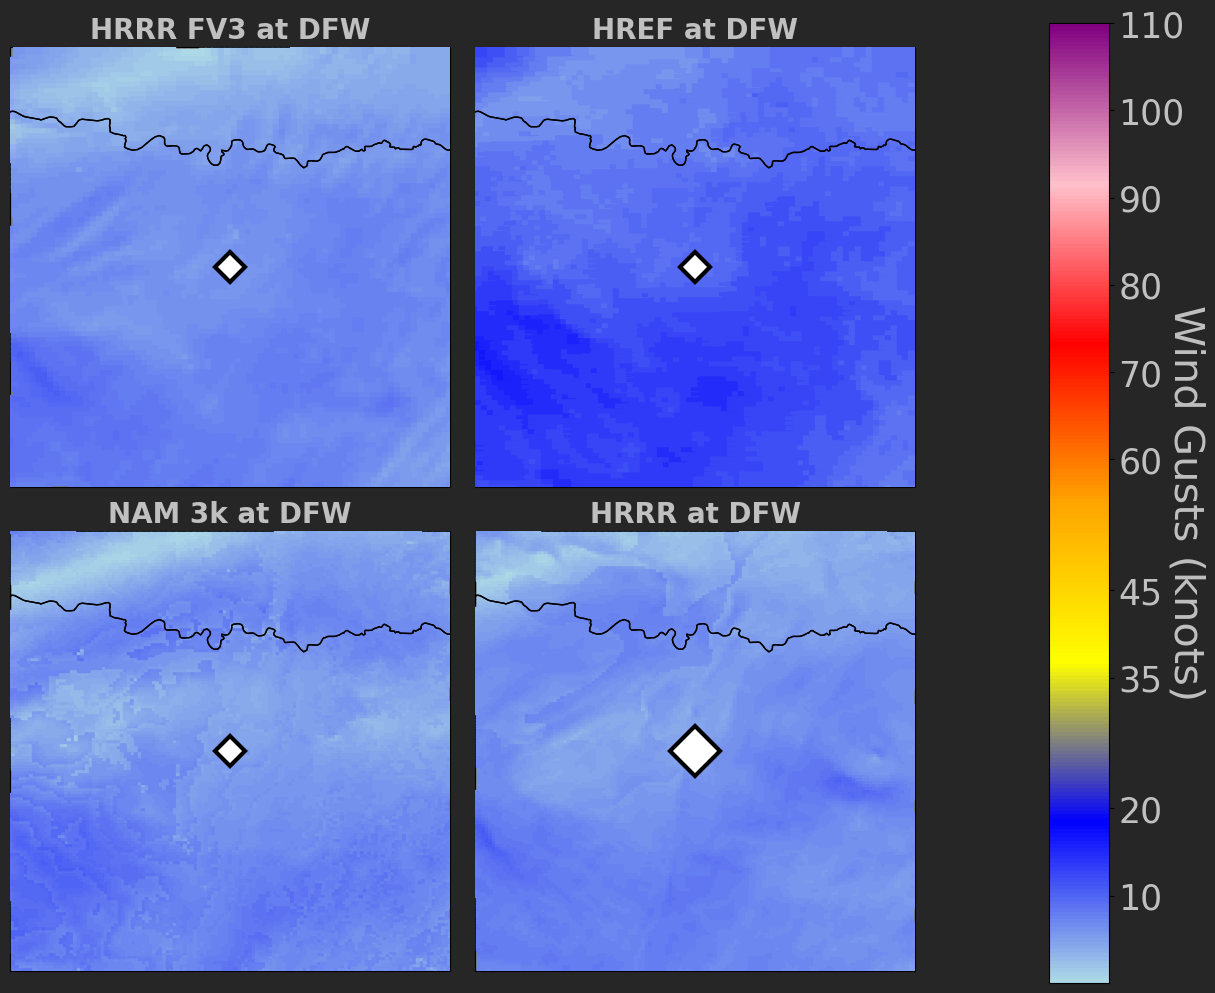 HRRR FV3 at DFW
HREF at DFW
NAM 3k at DFW
HRRR at DFW
110
100
90
80
70
60
45
35
20
10
Wind Gusts (knots)